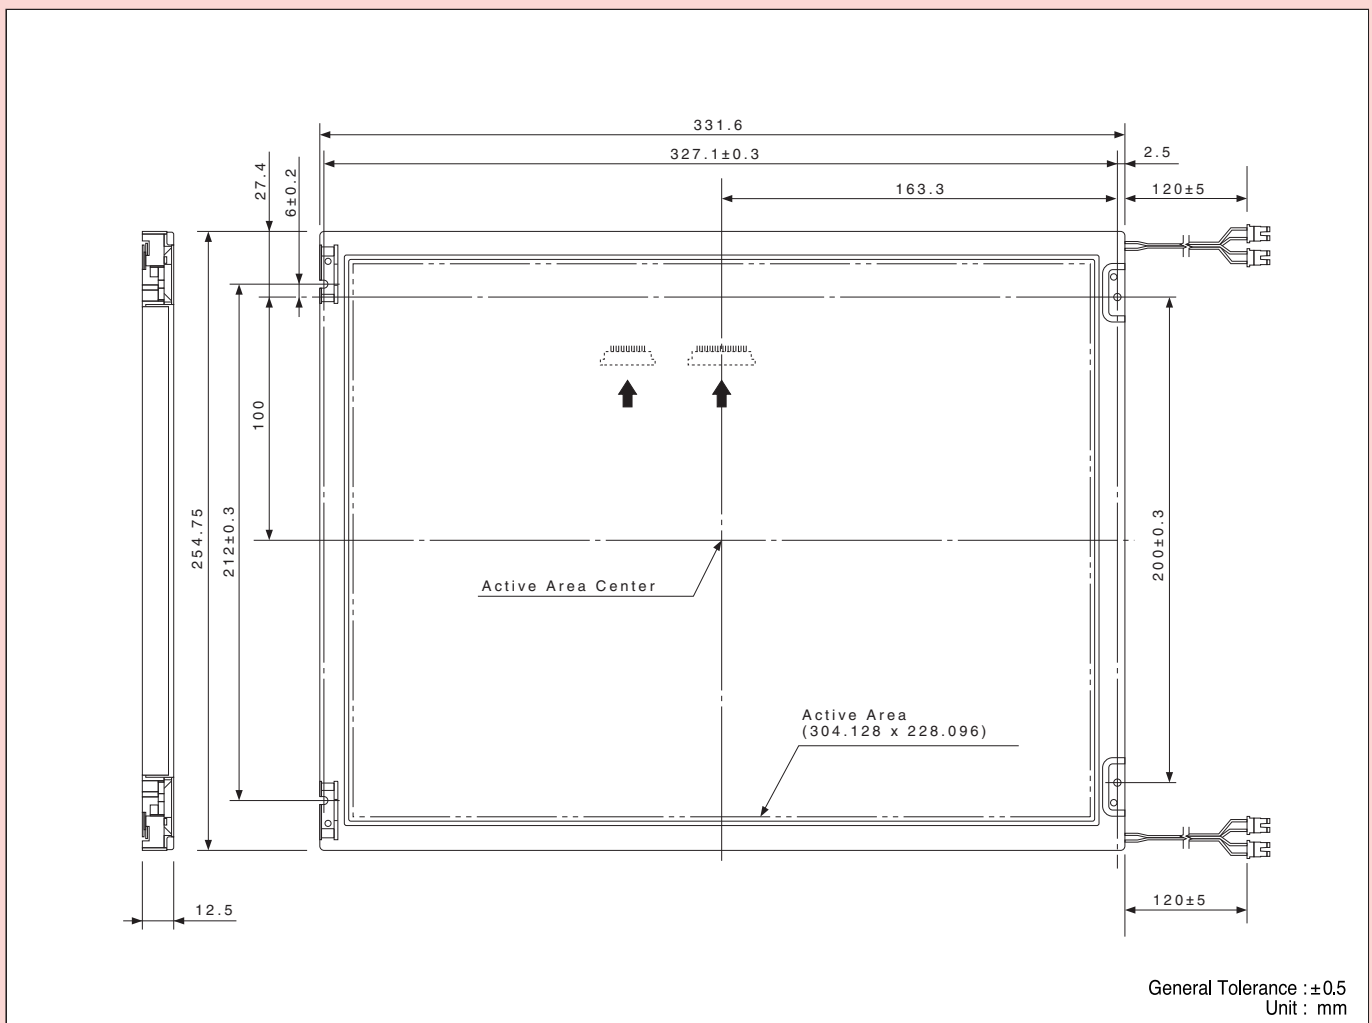 331.6
327.1±0.3
2.5
27.4
6±0.2
163.3
120±5
100
254.75
212±0.3
200±0.3
Active Area Center
Active Area
(304.128 x 228.096)
12.5
120±5
General Tolerance : ±0.5
Unit : mm